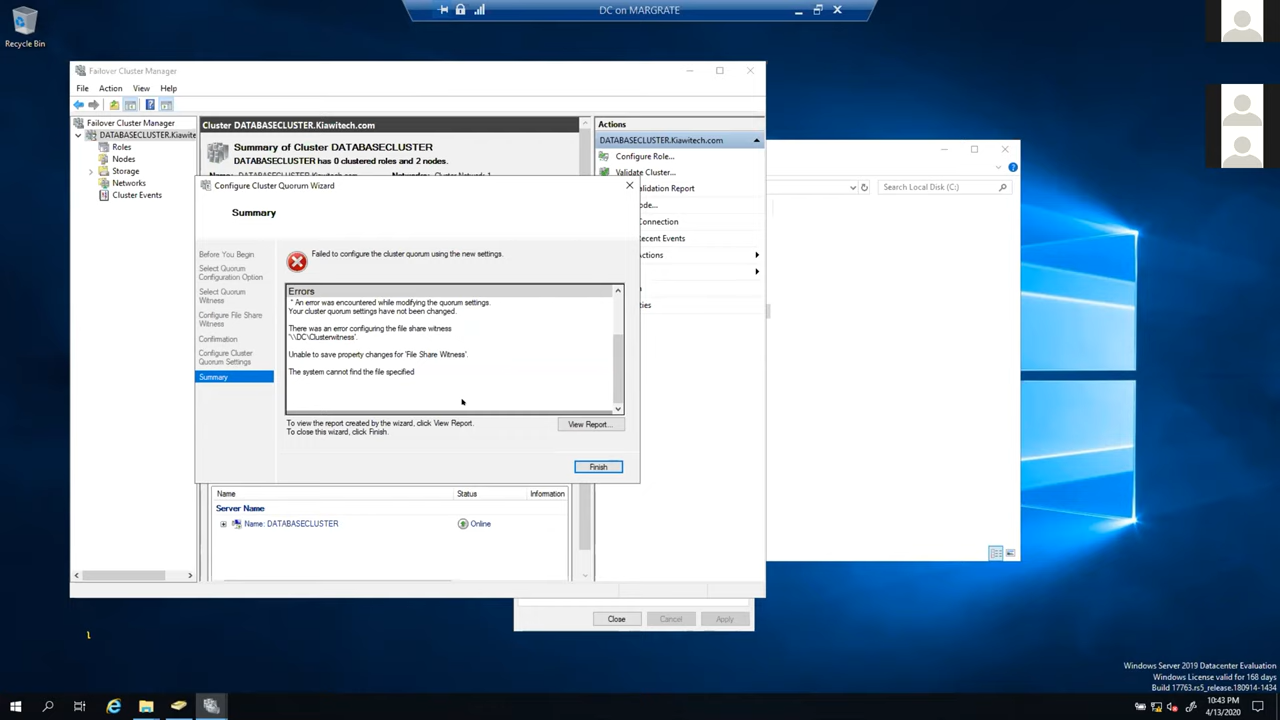 DC on MARGRATE
Recycle Bin
Failover Cluster Manager
File Action View Help
Failover Cluster Manager
DATABASECLUSTER.Kiawite
Roles
Nodes
Storage
Networks
Cluster Events
Cluster DATABASECLUSTER.Kiawitech.com
Summary of Cluster DATABASECLUSTER
DATABASECLUSTER has 0 clustered roles and 2 nodes.
Actions
DATABASECLUSTER.Kiawitech.com
Configure Role...
Validate Cluster...
alidation Report
ode...
Connection
ecent Events
Actions
ities
Search Local Disk (C:)
Configure Cluster Quorum Wizard
Summary
Before You Begin
Select Quorum
Configuration Option
Select Quorum
Witness
Configure File Share
Witness
Confirmation
Configure Cluster
Quorum Settings
Summary
Failed to configure the cluster quorum using the new settings.
Errors
* An error was encountered while modifying the quorum settings.
Your cluster quorum settings have not been changed.
There was an error configuring the file share witness
'\\DC\Clusterwitness'.
Unable to save property changes for 'File Share Witness'.
The system cannot find the file specified
To view the report created by the wizard, click View Report.
To close this wizard, click Finish.
View Report...
Finish
Name Status Information
Server Name
Name: DATABASECLUSTER Online
Close Cancel Apply
Windows Server 2019 Datacenter Evaluation
Windows License valid for 168 days
Build 17763.rs5_release.180914-1434
10:43 PM
4/13/2020